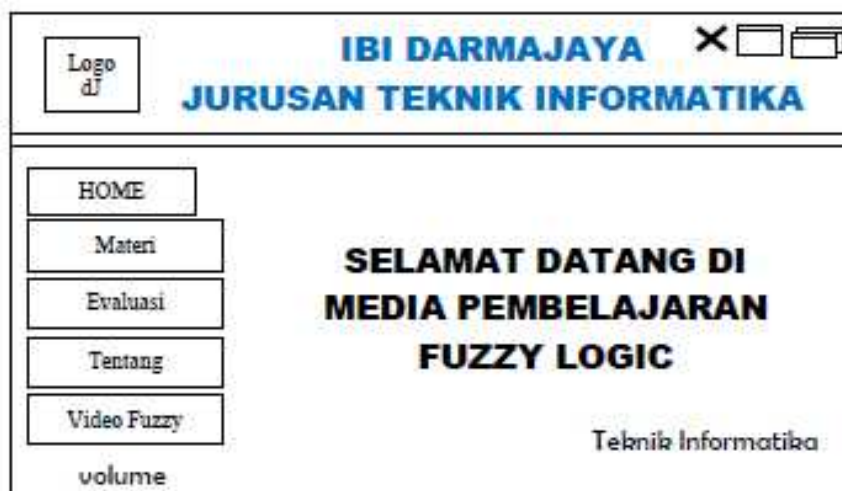 Logo
dJ
IBI DARMAJAYA
JURUSAN TEKNIK INFORMATIKA
HOME
Materi
Evaluasi
Tentang
Video Fuzzy
volume
SELAMAT DATANG DI
MEDIA PEMBELAJARAN
FUZZY LOGIC
Teknik Informatika